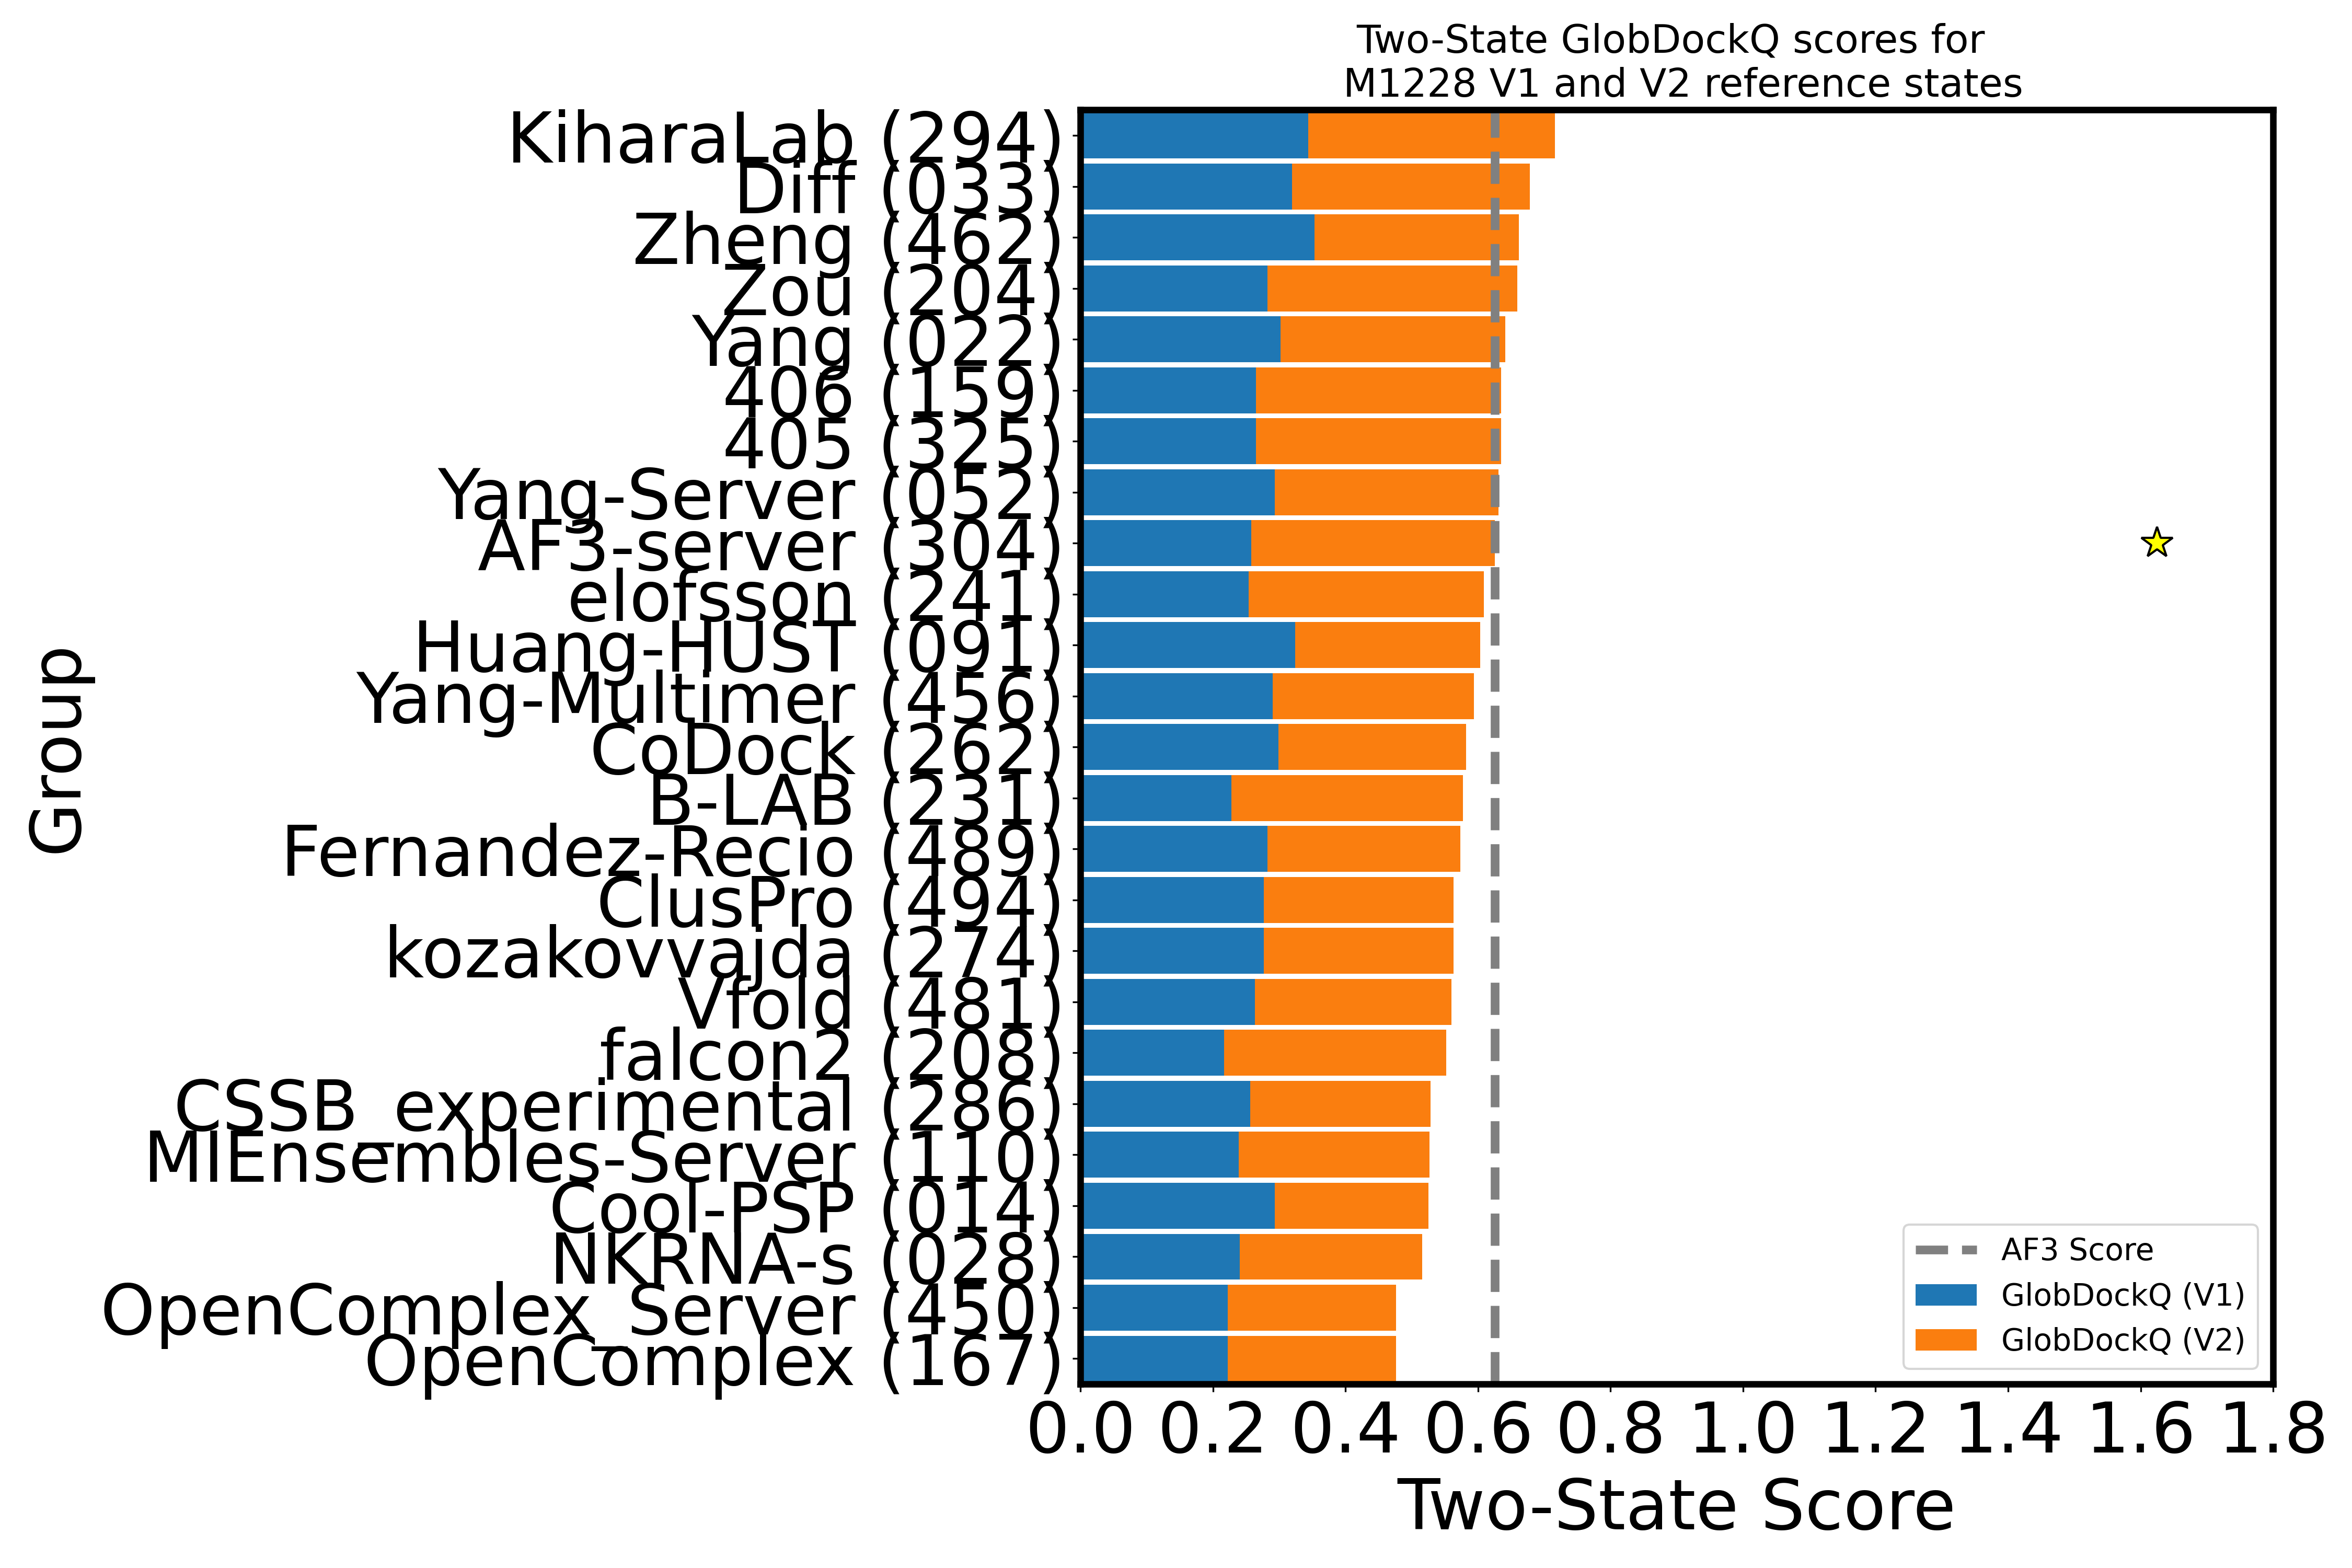 Two-State GlobDockQ scores for
M1228 V1 and V2 reference states
Group
KiharaLab (294)
Diff (033)
Zheng (462)
Zou (204)
Yang (022)
406 (159)
405 (325)
Yang-Server (052)
AF3-server (304)
elofsson (241)
Huang-HUST (091)
Yang-Multimer (456)
CoDock (262)
B-LAB (231)
Fernandez-Recio (489)
ClusPro (494)
kozakovvajda (274)
Vfold (481)
falcon2 (208)
CSSB_experimental (286)
MIEnsembles-Server (110)
Cool-PSP (014)
NKRNA-s (028)
OpenComplex_Server (450)
OpenComplex (167)
AF3 Score
GlobDockQ (V1)
GlobDockQ (V2)
0.0 0.2 0.4 0.6 0.8 1.0 1.2 1.4 1.6 1.8
Two-State Score